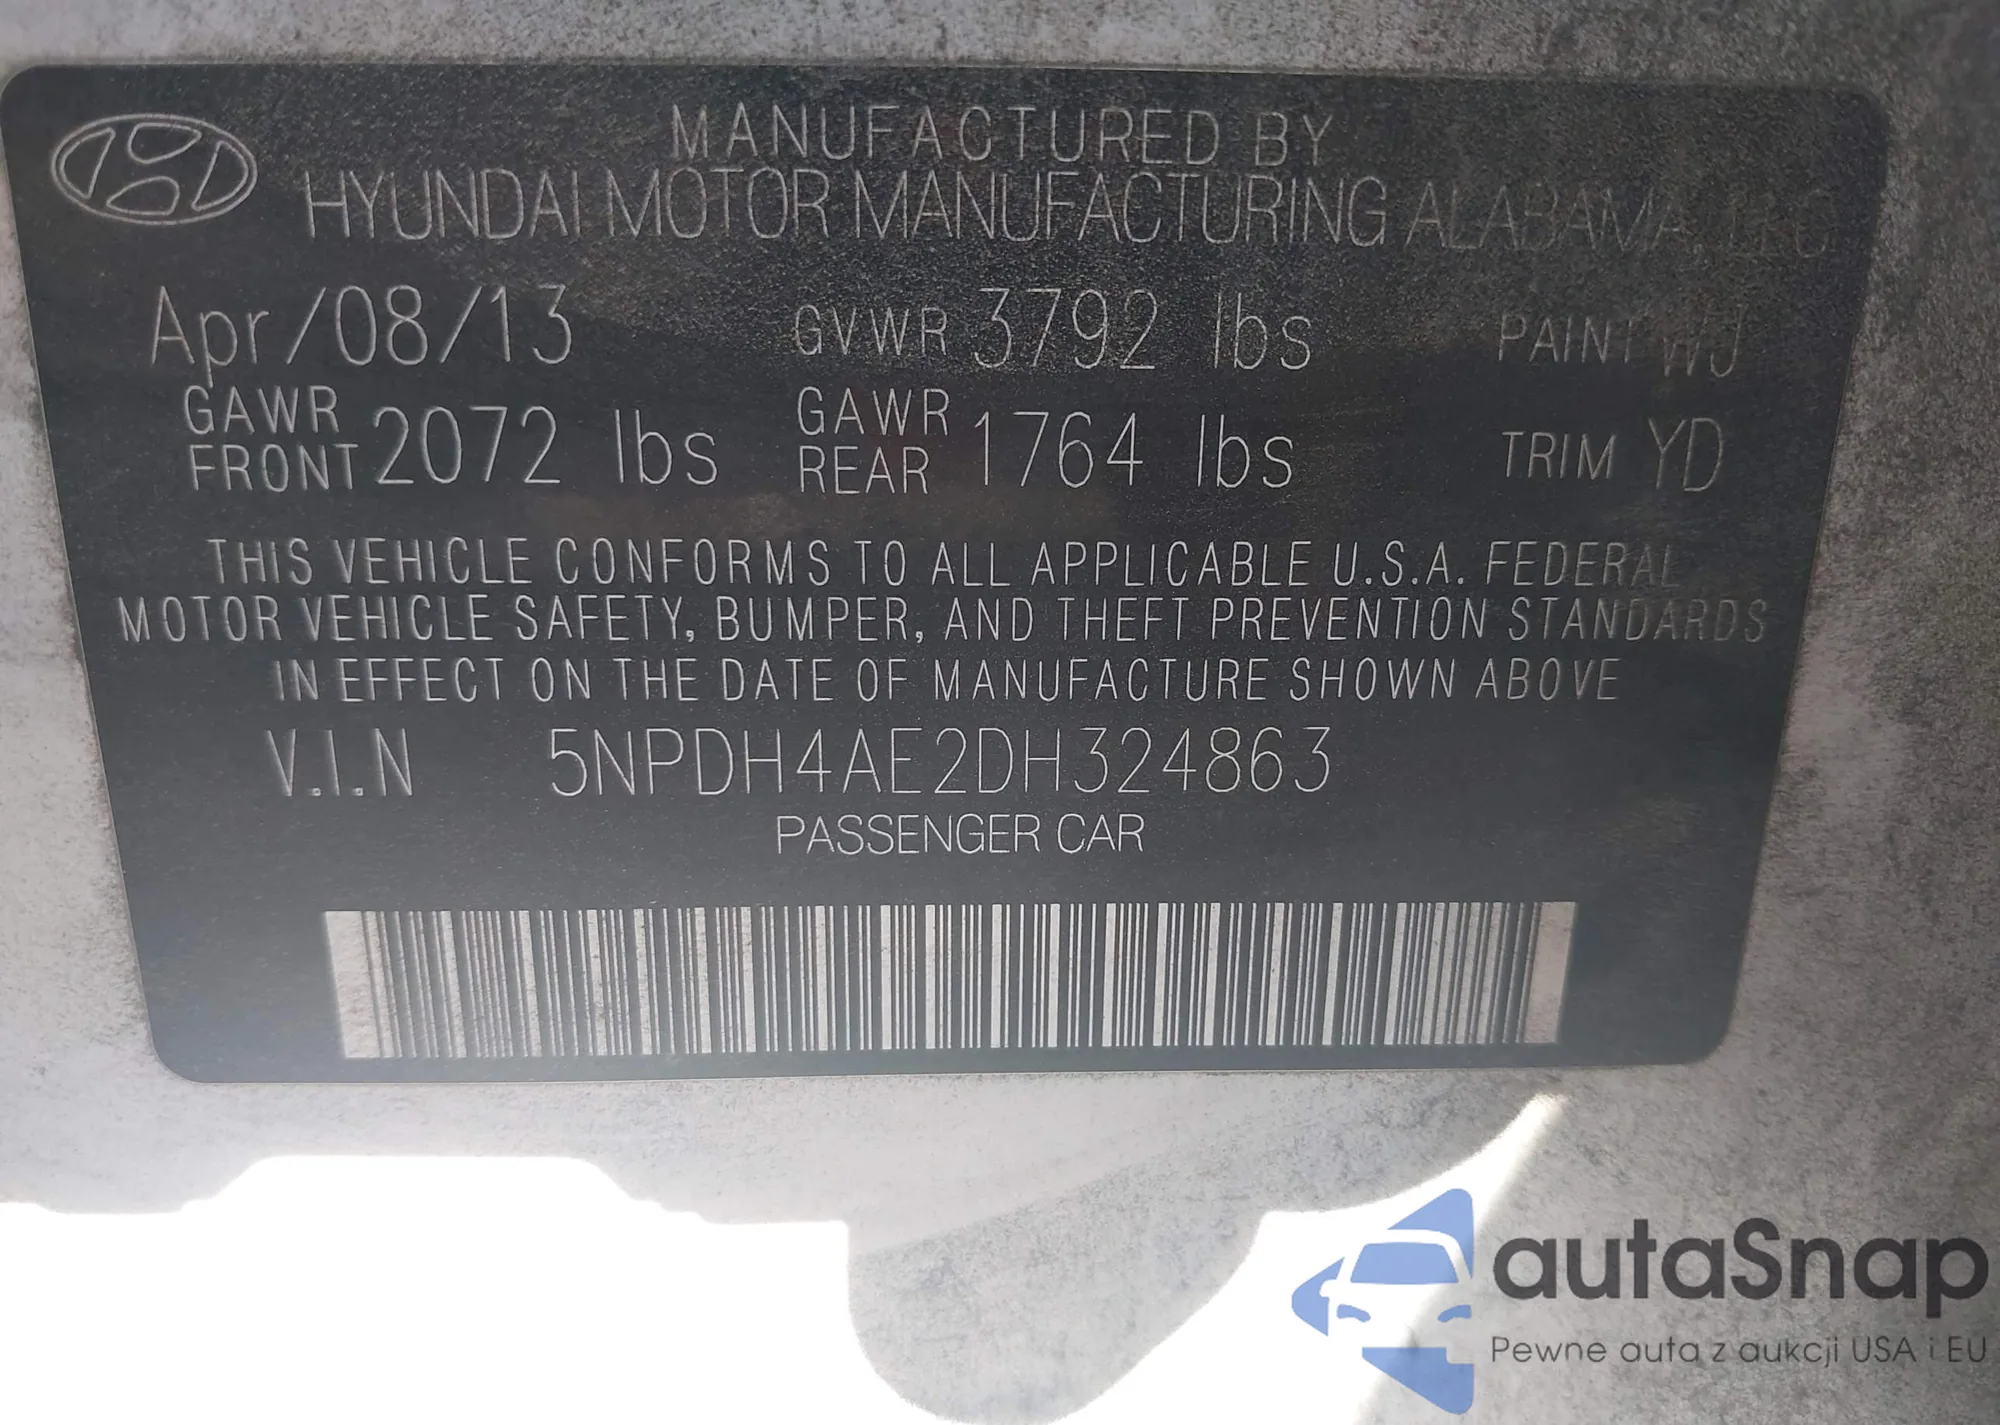 MANUFACTURED BY
HYUNDAI MOTOR MANUFACTURING ALABAMA, LLC
Apr/08/13 GVWR 3792 lbs PAINT WJ
GAWR FRONT 2072 lbs GAWR REAR 1764 lbs TRIM YD
THIS VEHICLE CONFORMS TO ALL APPLICABLE U.S.A. FEDERAL
MOTOR VEHICLE SAFETY, BUMPER, AND THEFT PREVENTION STANDARDS
IN EFFECT ON THE DATE OF MANUFACTURE SHOWN ABOVE
V.I.N 5NPDH4AE2DH324863
PASSENGER CAR
autaSnap
Pewne auta z aukcji USA i EU